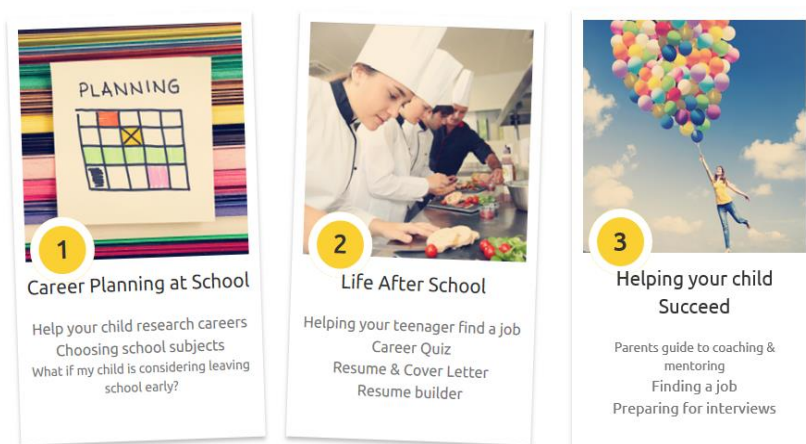 PLANNING
1
Career Planning at School
Help your child research careers
Choosing school subjects
What if my child is considering leaving
school early?
2
Life After School
Helping your teenager find a job
Career Quiz
Resume & Cover Letter
Resume builder
3
Helping your child
Succeed
Parents guide to coaching &
mentoring
Finding a job
Preparing for interviews